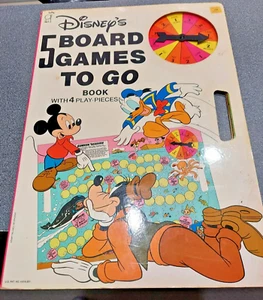 Disney's
5 BOARD
GAMES
TO GO
BOOK
WITH 4 PLAY-PIECES